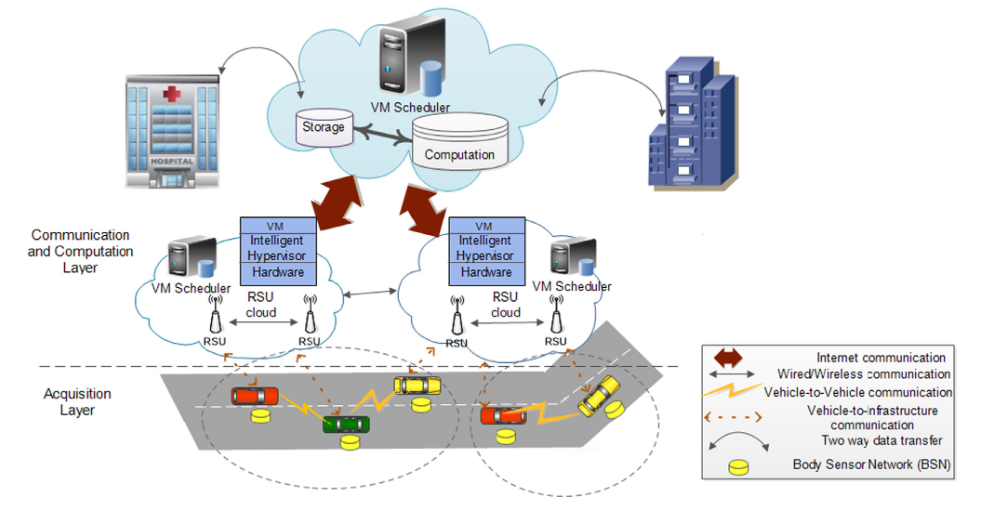 VM Scheduler
Storage
Computation
HOSPITAL
Communication
and Computation
Layer
VM
Intelligent
Hypervisor
Hardware
VM Scheduler
RSU
cloud
RSU
RSU
VM
Intelligent
Hypervisor
Hardware
VM Scheduler
RSU
cloud
RSU
RSU
Acquisition
Layer
Internet communication
Wired/Wireless communication
Vehicle-to-Vehicle communication
Vehicle-to-infrastructure
communication
Two way data transfer
Body Sensor Network (BSN)